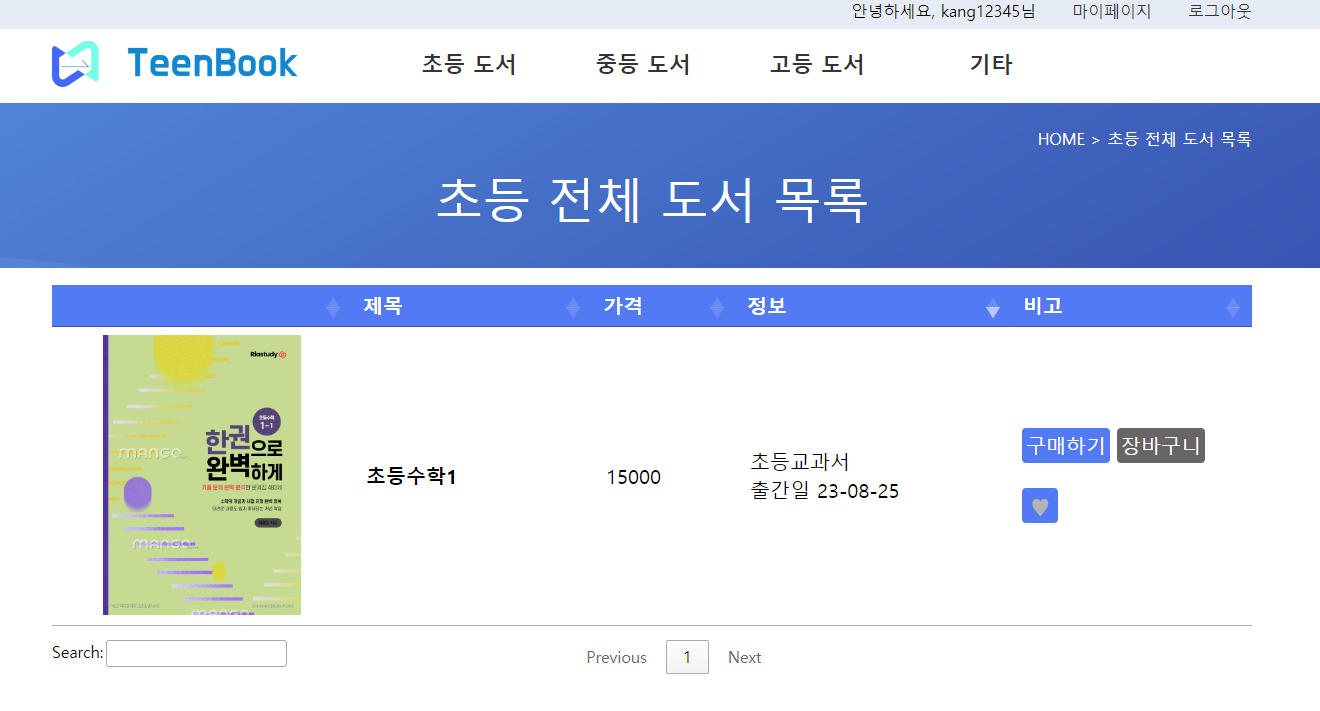 안녕하세요, kang12345님 마이페이지 로그아웃
TeenBook 초등 도서 중등 도서 고등 도서 기타
HOME > 초등 전체 도서 목록
초등 전체 도서 목록
제목 가격 정보 비고
Riastudy
초등수학
1-1
한권으로
완벽하게
mango
mango
mango
초등수학1
15000
초등교과서
출간일 23-08-25
구매하기 장바구니
Search: Previous 1 Next